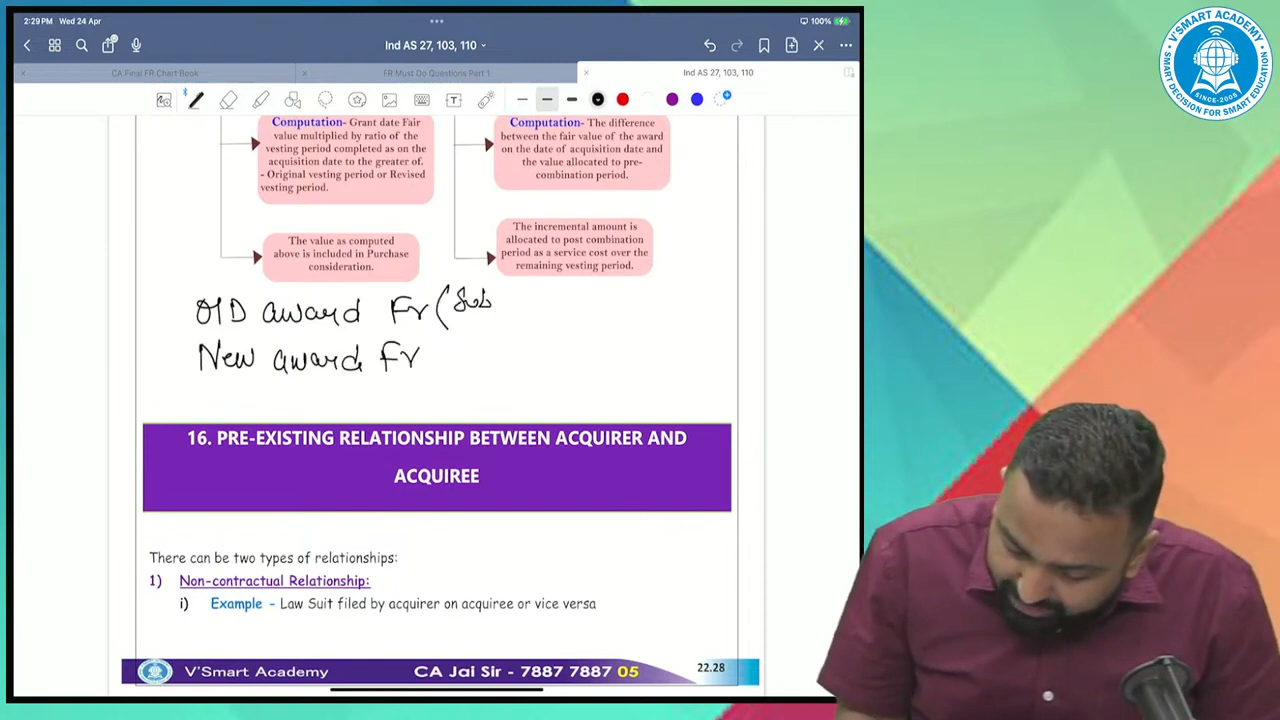 2:29 PM Wed 24 Apr
100%
Ind AS 27, 103, 110
CA Final FR Chart Book
FR Must Do Questions Part 1
Ind AS 27, 103, 110
Computation- Grant date Fair
value multiplied by ratio of the
vesting period completed as on the
acquisition date to the greater of.
- Original vesting period or Revised
vesting period.
Computation- The difference
between the fair value of the award
on the date of acquisition date and
the value allocated to pre-
combination period.
The value as computed
above is included in Purchase
consideration.
The incremental amount is
allocated to post combination
period as a service cost over the
remaining vesting period.
OlD award Fv (Sub
New award Fv
16. PRE-EXISTING RELATIONSHIP BETWEEN ACQUIRER AND
ACQUIREE
There can be two types of relationships:
1) Non-contractual Relationship:
i) Example - Law Suit filed by acquirer on acquiree or vice versa
V'Smart Academy
CA Jai Sir - 7887 7887 05
22.28
V'SMART ACADEMY
SINCE-2008
SMART DECISION FOR SMART EDUCATION